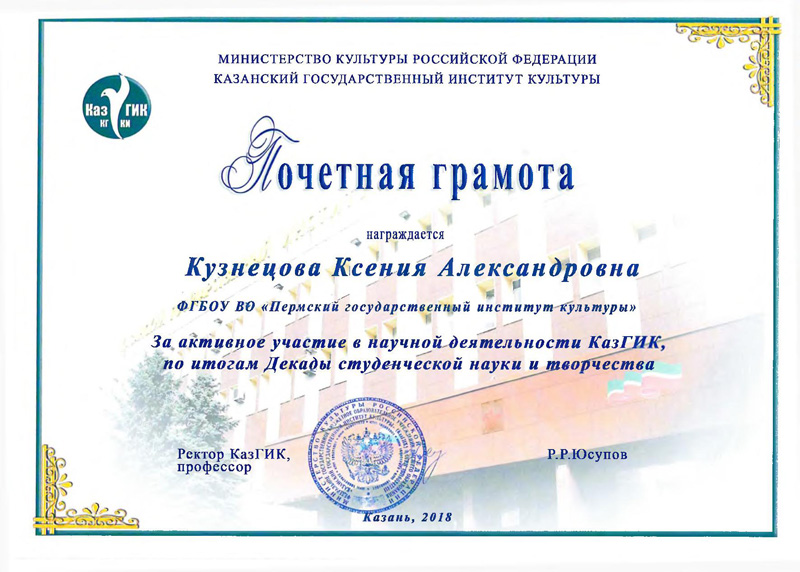 МИНИСТЕРСТВО КУЛЬТУРЫ РОССИЙСКОЙ ФЕДЕРАЦИИ
КАЗАНСКИЙ ГОСУДАРСТВЕННЫЙ ИНСТИТУТ КУЛЬТУРЫ
Каз ГИК
кг ки
Почетная грамота
награждается
Кузнецова Ксения Александровна
ФГБОУ ВО «Пермский государственный институт культуры»
За активное участие в научной деятельности КазГИК,
по итогам Декады студенческой науки и творчества
Ректор КазГИК,
профессор
Р.Р.Юсупов
Казань, 2018